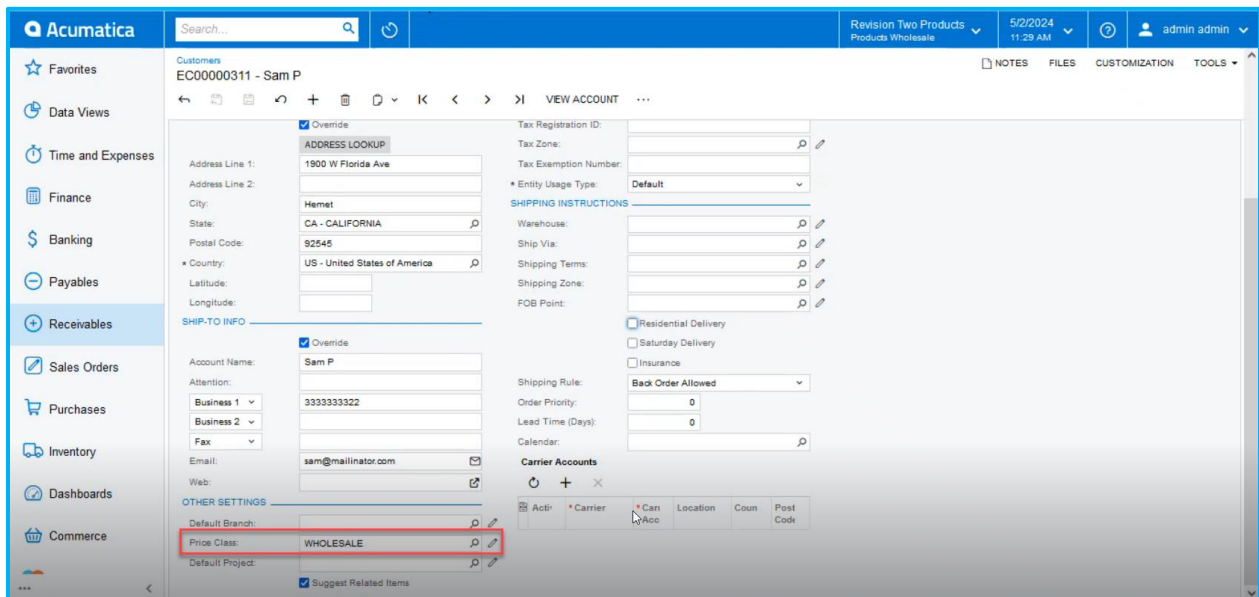 Acumatica
Search...
Revision Two Products
Products Wholesale
5/2/2024
11:29 AM
admin admin
Favorites
Data Views
Time and Expenses
Finance
Banking
Payables
Receivables
Sales Orders
Purchases
Inventory
Dashboards
Commerce
Customers
EC00000311 - Sam P
NOTES FILES CUSTOMIZATION TOOLS
VIEW ACCOUNT
Override
ADDRESS LOOKUP
Address Line 1: 1900 W Florida Ave
Address Line 2:
City: Hemet
State: CA - CALIFORNIA
Postal Code: 92545
* Country: US - United States of America
Latitude:
Longitude:
SHIP-TO INFO
Override
Account Name: Sam P
Attention:
Business 1 3333333322
Business 2
Fax
Email: sam@mailinator.com
Web:
OTHER SETTINGS
Default Branch:
Price Class: WHOLESALE
Default Project:
Suggest Related Items
Tax Registration ID:
Tax Zone:
Tax Exemption Number:
* Entity Usage Type: Default
SHIPPING INSTRUCTIONS
Warehouse:
Ship Via:
Shipping Terms:
Shipping Zone:
FOB Point:
Residential Delivery
Saturday Delivery
Insurance
Shipping Rule: Back Order Allowed
Order Priority: 0
Lead Time (Days): 0
Calendar:
Carrier Accounts
Acti * Carrier * Carr Location Coun Post
Acc Code